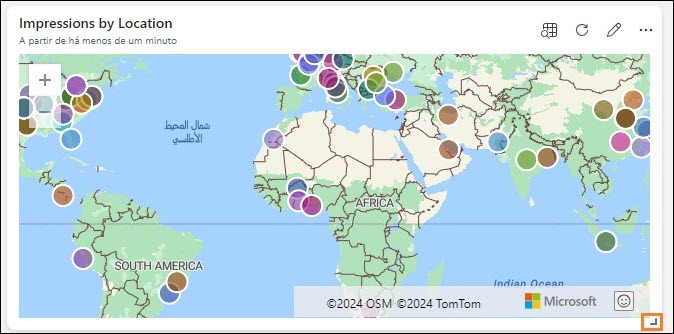 Impressions by Location
A partir de há menos de um minuto
شمال المحيط
الأطلسي
AFRICA
SOUTH AMERICA
Indian Ocean
©2024 OSM ©2024 TomTom
Microsoft